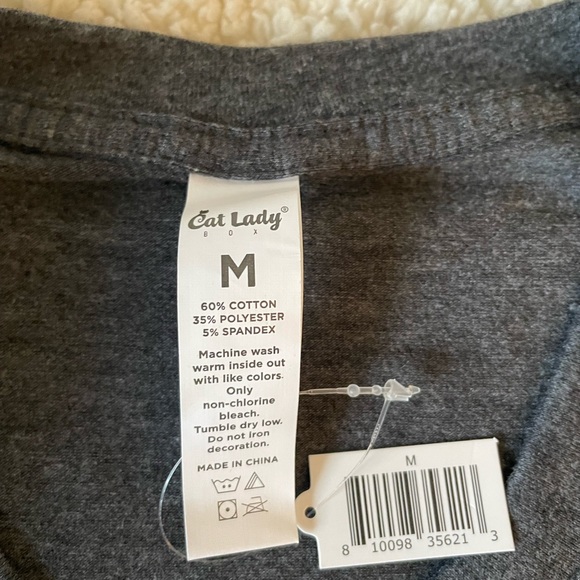 Cat Lady®
BOX
M
60% COTTON
35% POLYESTER
5% SPANDEX
Machine wash
warm inside out
with like colors.
Only
non-chlorine
bleach.
Tumble dry low.
Do not iron
decoration.
MADE IN CHINA
M
8 10098 35621 3